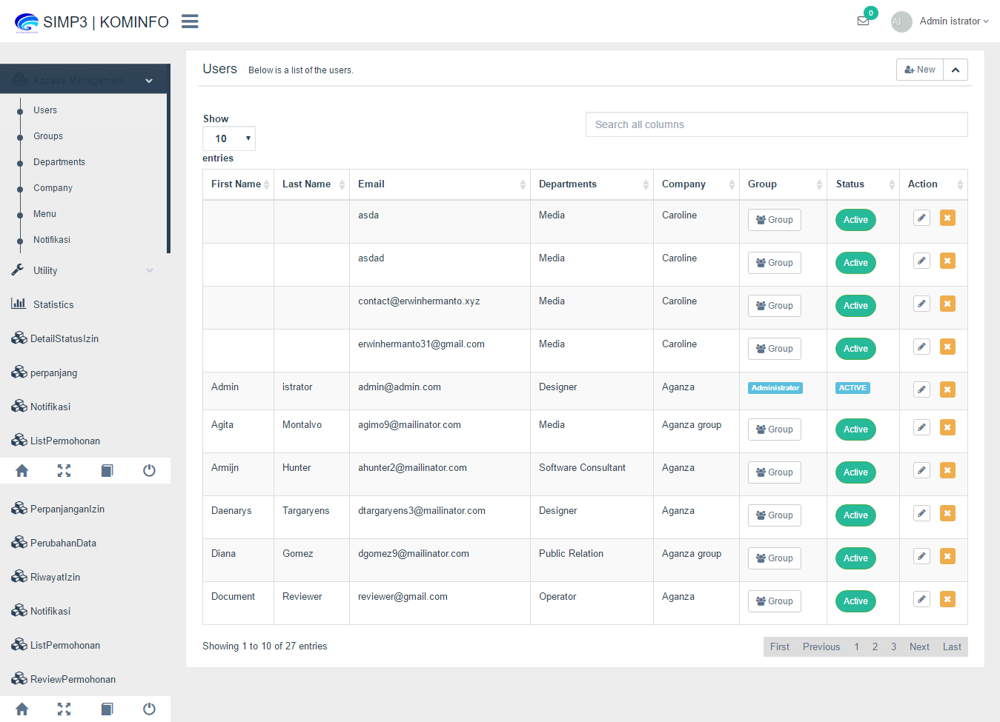 SIMP3 | KOMINFO
0
AI
Admin istrator
Access Management
Users
Groups
Departments
Company
Menu
Notifikasi
Utility
Statistics
DetailStatusIzin
perpanjang
Notifikasi
ListPermohonan
PerpanjanganIzin
PerubahanData
RiwayatIzin
Notifikasi
ListPermohonan
ReviewPermohonan
Users Below is a list of the users.
New
Show
10
entries
Search all columns
First Name Last Name Email Departments Company Group Status Action
asda Media Caroline Group Active
asdad Media Caroline Group Active
contact@erwinhermanto.xyz Media Caroline Group Active
erwinhermanto31@gmail.com Media Caroline Group Active
Admin istrator admin@admin.com Designer Aganza Administrator ACTIVE
Agita Montalvo agimo9@mailinator.com Media Aganza group Group Active
Armijn Hunter ahunter2@mailinator.com Software Consultant Aganza Group Active
Daenarys Targaryens dtargaryens3@mailinator.com Designer Aganza Group Active
Diana Gomez dgomez9@mailinator.com Public Relation Aganza group Group Active
Document Reviewer reviewer@gmail.com Operator Aganza Group Active
Showing 1 to 10 of 27 entries
First Previous 1 2 3 Next Last